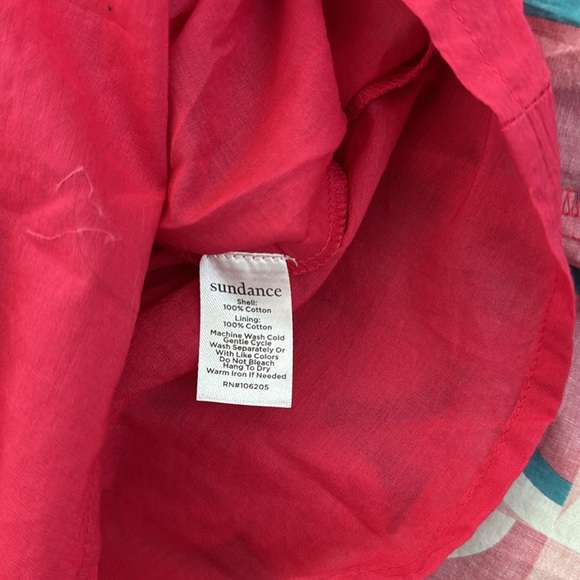 sundance
Shell:
100% Cotton
Lining:
100% Cotton
Machine Wash Cold
Gentle Cycle
Wash Separately Or
With Like Colors
Do Not Bleach
Hang To Dry
Warm Iron If Needed
RN#106205